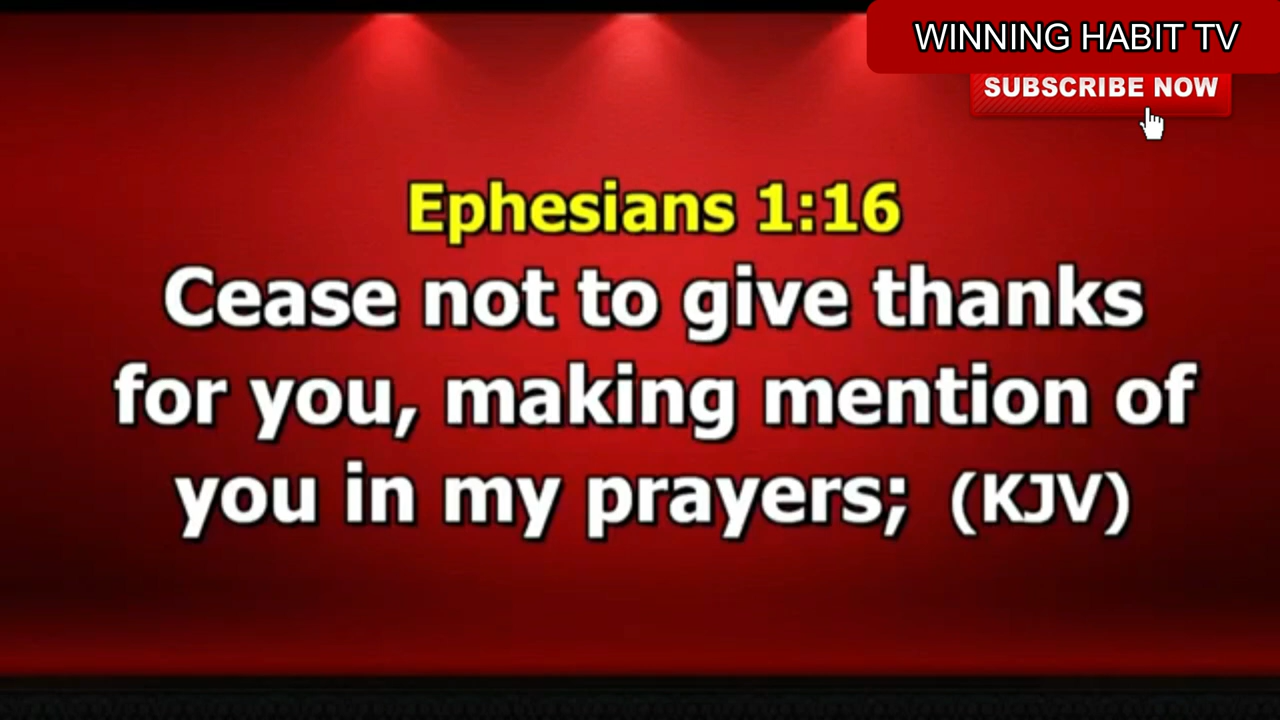 WINNING HABIT TV
SUBSCRIBE NOW
Ephesians 1:16
Cease not to give thanks
for you, making mention of
you in my prayers; (KJV)